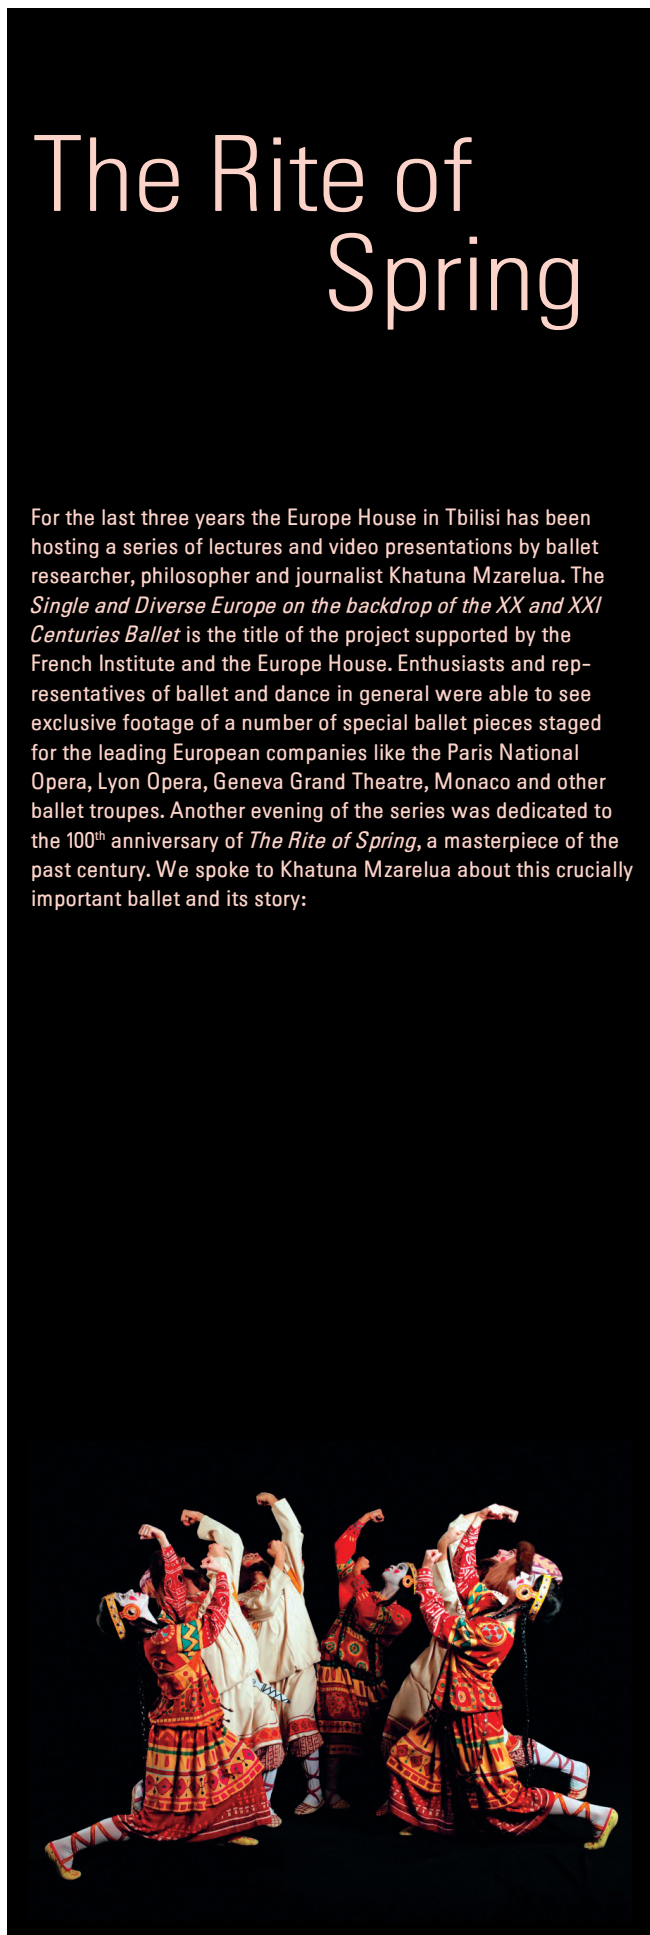 The Rite of
Spring
For the last three years the Europe House in Tbilisi has been
hosting a series of lectures and video presentations by ballet
researcher, philosopher and journalist Khatuna Mzarelua. The
Single and Diverse Europe on the backdrop of the XX and XXI
Centuries Ballet is the title of the project supported by the
French Institute and the Europe House. Enthusiasts and rep-
resentatives of ballet and dance in general were able to see
exclusive footage of a number of special ballet pieces staged
for the leading European companies like the Paris National
Opera, Lyon Opera, Geneva Grand Theatre, Monaco and other
ballet troupes. Another evening of the series was dedicated to
the 100th anniversary of The Rite of Spring, a masterpiece of the
past century. We spoke to Khatuna Mzarelua about this crucially
important ballet and its story: